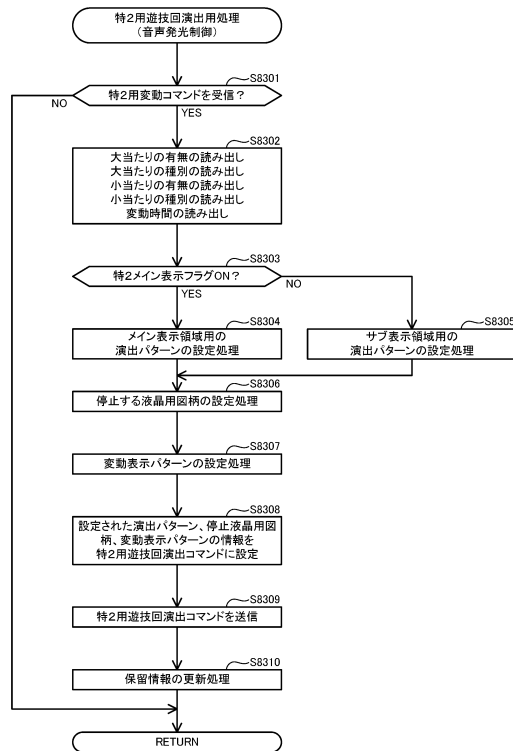 特2用遊技回演出用処理
(音声発光制御)
S8301
特2用変動コマンドを受信?
NO
YES
S8302
大当たりの有無の読み出し
大当たりの種別の読み出し
小当たりの有無の読み出し
小当たりの種別の読み出し
変動時間の読み出し
S8303
特2メイン表示フラグON?
NO
YES
S8304
メイン表示領域用の
演出パターンの設定処理
S8305
サブ表示領域用の
演出パターンの設定処理
S8306
停止する液晶用図柄の設定処理
S8307
変動表示パターンの設定処理
S8308
設定された演出パターン、停止液晶用図
柄、変動表示パターンの情報を
特2用遊技回演出コマンドに設定
S8309
特2用遊技回演出コマンドを送信
S8310
保留情報の更新処理
RETURN